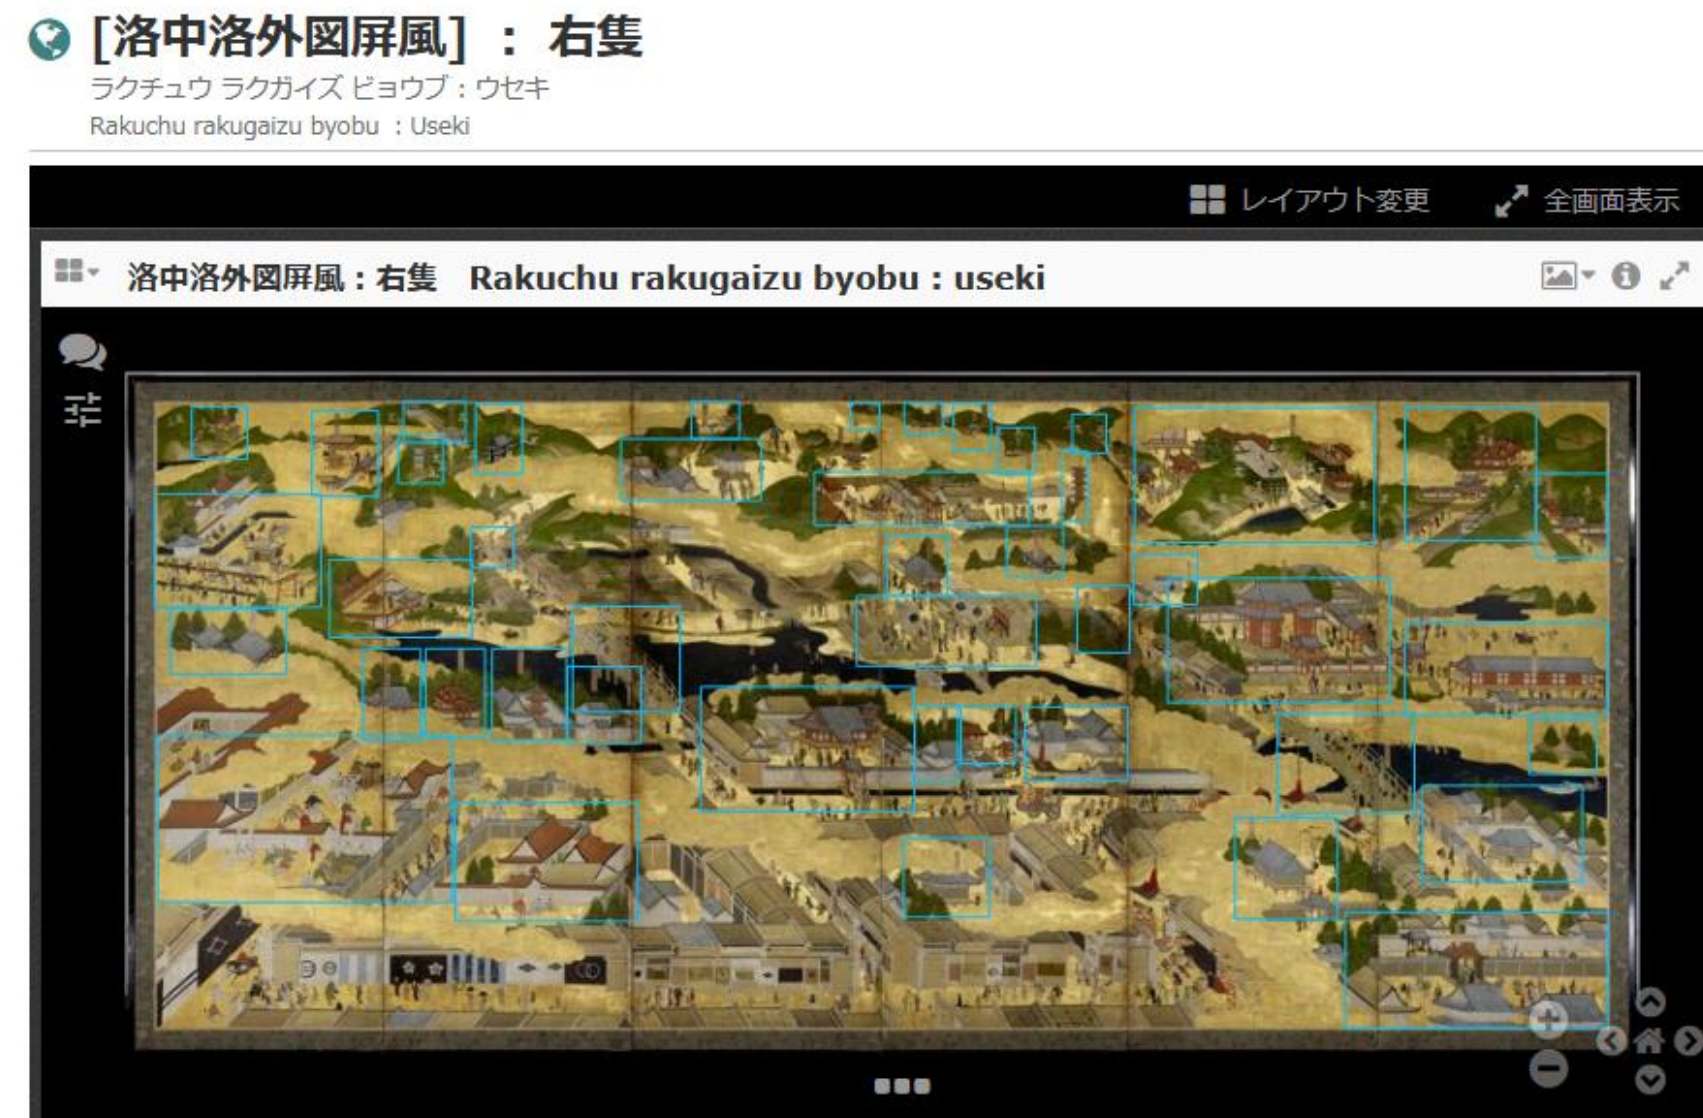 [洛中洛外図屏風] : 右隻
ラクチュウ ラクガイズ ビョウブ : ウセキ
Rakuchu rakugaizu byobu : Useki
レイアウト変更 全画面表示
洛中洛外図屏風 : 右隻 Rakuchu rakugaizu byobu : useki